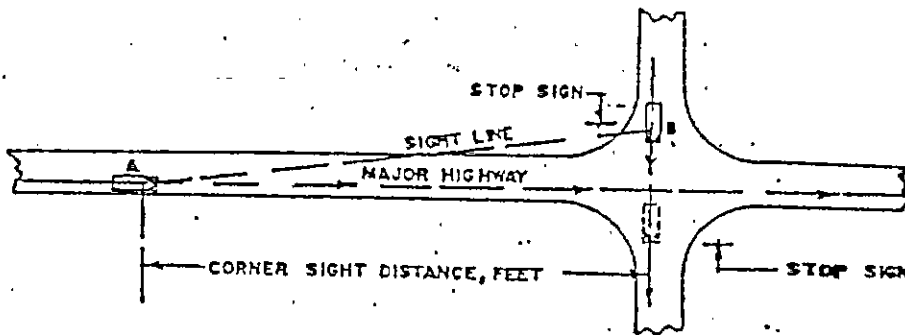 STOP SIGN
SIGHT LINE
A
B
MAJOR HIGHWAY
CORNER SIGHT DISTANCE, FEET
STOP SIGN